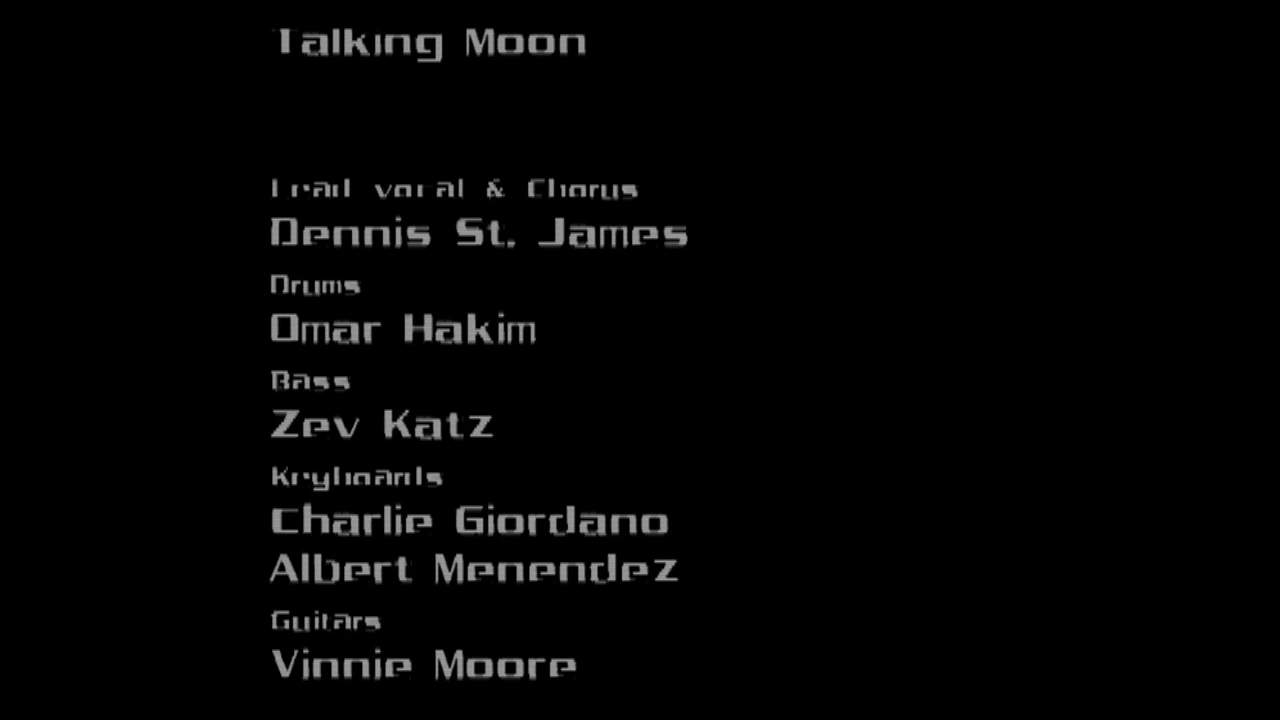 Talking Moon
Lead vocal & Chorus
Dennis St. James
Drums
Omar Hakim
Bass
Zev Katz
Keyboards
Charlie Giordano
Albert Menendez
Guitars
Vinnie Moore